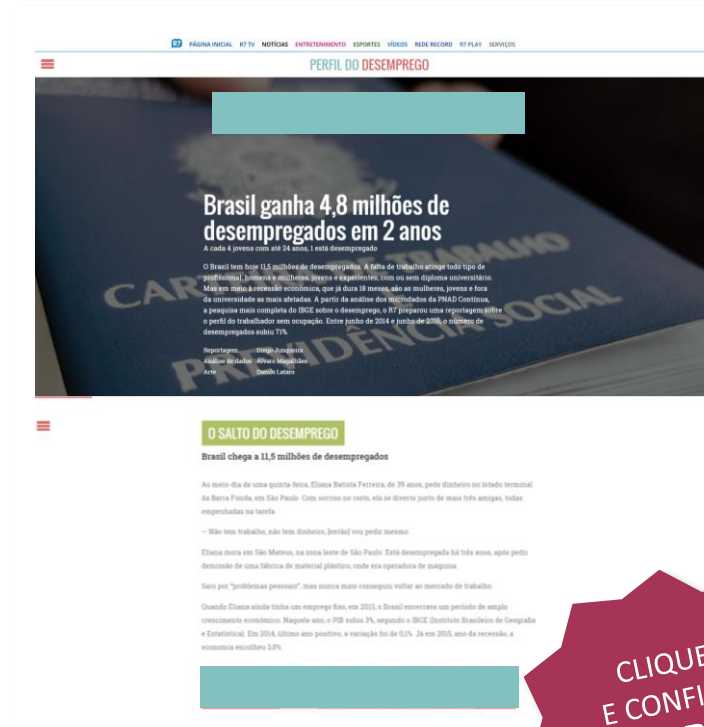 R7 PÁGINA INICIAL R7 TV NOTÍCIAS ENTRETENIMENTO ESPORTES VÍDEOS REDE RECORD R7 PLAY SERVIÇOS
PERFIL DO DESEMPREGO
Brasil ganha 4,8 milhões de
desempregados em 2 anos
A cada 4 jovens com até 24 anos, 1 está desempregado
O Brasil tem hoje 11,5 milhões de desempregados. A falta de trabalho atinge todo tipo de
profissional: homens e mulheres, jovens e experientes, com ou sem diploma universitário.
Mas em meio à recessão econômica, que já dura 18 meses, são as mulheres, jovens e fora
da universidade as mais afetadas. A partir da análise dos microdados da PNAD Contínua,
a pesquisa mais completa do IBGE sobre o desemprego, o R7 preparou uma reportagem sobre
o perfil do trabalhador sem ocupação. Entre junho de 2014 e junho de 2016, o número de
desempregados subiu 71%.
Reportagem Diego Junqueira
Análise de dados Álvaro Magalhães
Arte Danilo Lataro
CARTEIRA DE TRABALHO
PREVIDÊNCIA SOCIAL
O SALTO DO DESEMPREGO
Brasil chega a 11,5 milhões de desempregados
Ao meio-dia de uma quinta-feira, Eliana Batista Ferreira, de 39 anos, pede dinheiro no lotado terminal
da Barra Funda, em São Paulo. Com sorriso no rosto, ela se diverte junto de mais três amigas, todas
empenhadas na tarefa.
— Não tem trabalho, não tem dinheiro, [então] vou pedir mesmo.
Eliana mora em São Mateus, na zona leste de São Paulo. Está desempregada há três anos, após pedir
demissão de uma fábrica de material plástico, onde era operadora de máquina.
Saiu por "problemas pessoais", mas nunca mais conseguiu voltar ao mercado de trabalho.
Quando Eliana ainda tinha um emprego fixo, em 2013, o Brasil encerrava um período de amplo
crescimento econômico. Naquele ano, o PIB subiu 3%, segundo o IBGE (Instituto Brasileiro de Geografia
e Estatística). Em 2014, último ano positivo, a variação foi de 0,1%. Já em 2015, ano da recessão, a
economia encolheu 3,8%.
CLIQUE
E CONFI